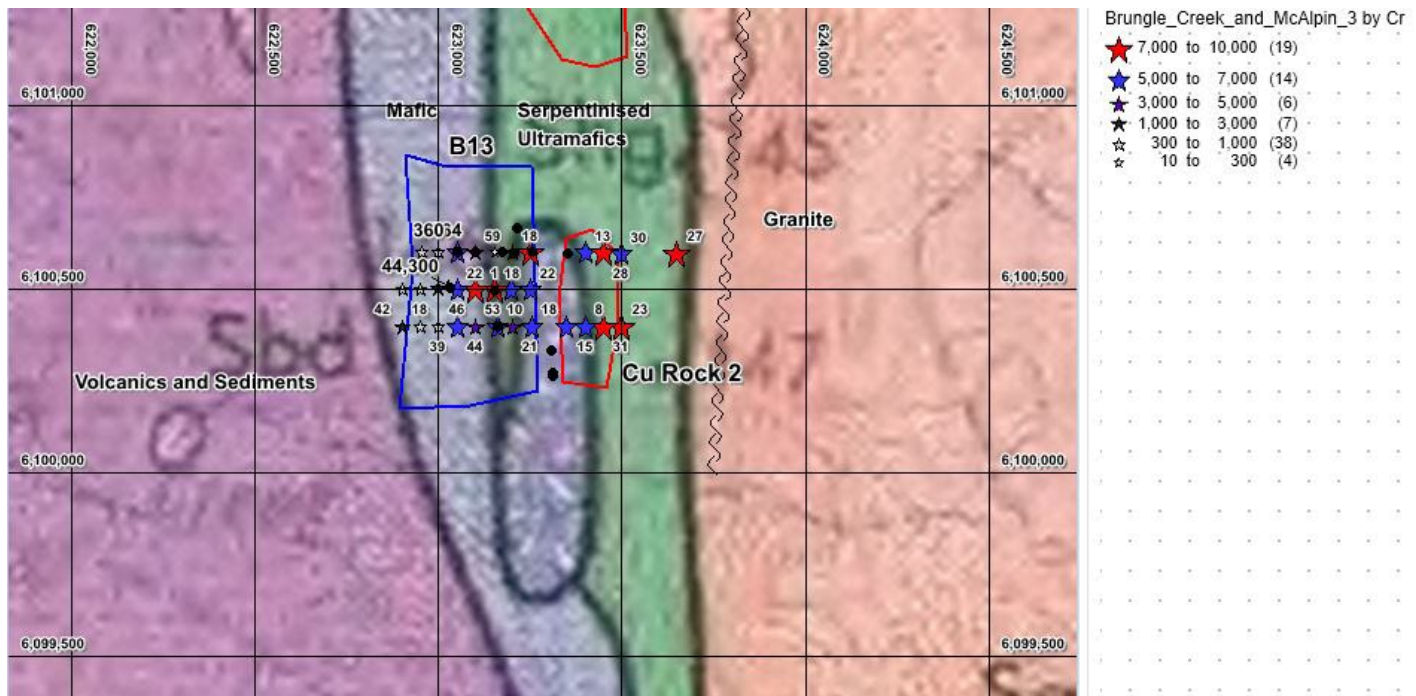 Brungle_Creek_and_McAlpin_3 by Cr
7,000 to 10,000 (19)
5,000 to 7,000 (14)
3,000 to 5,000 (6)
1,000 to 3,000 (7)
300 to 1,000 (38)
10 to 300 (4)
622,000
622,500
623,000
623,500
624,000
624,500
6,101,000
6,101,000
Mafic
Serpentinised
Ultramafics
B13
45
Granite
36064
59
18
13
30
27
44,300
22
1
18
22
28
6,100,500
6,100,500
42
18
46
53
10
18
8
23
39
44
21
15
31
Sbd
47
Cu Rock 2
Volcanics and Sediments
6,100,000
6,100,000
6,099,500
6,099,500